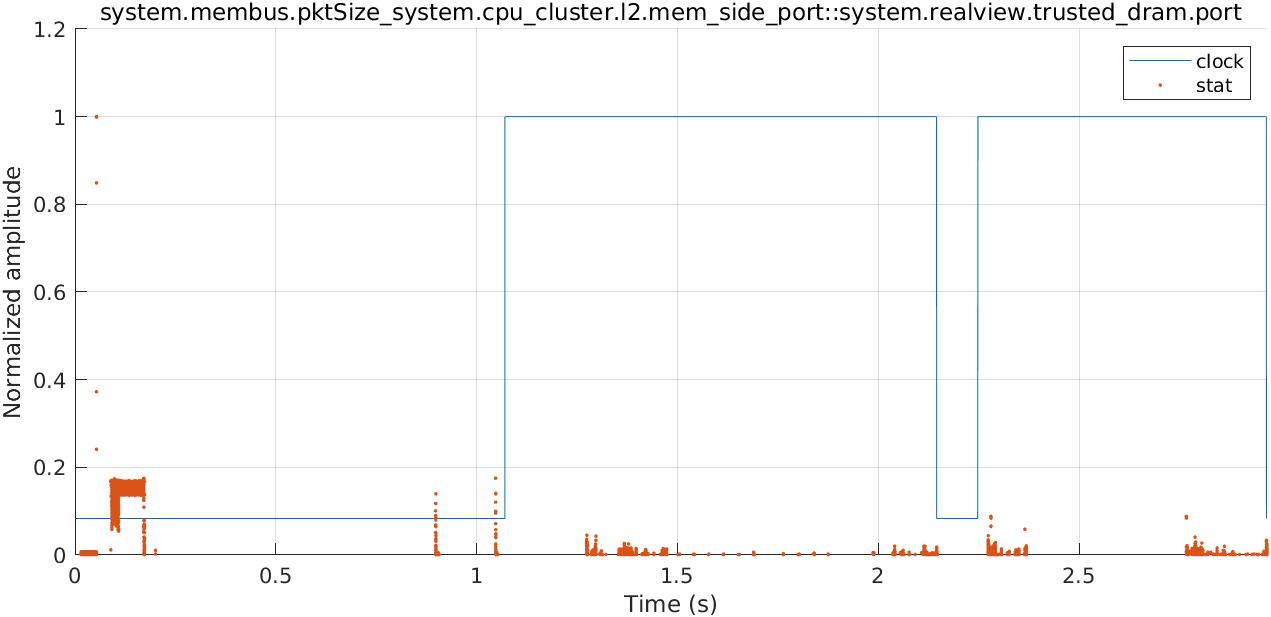 system.membus.pktSize_system.cpu_cluster.l2.mem_side_port::system.realview.trusted_dram.port
1.2
1
0.8
0.6
0.4
0.2
0
Normalized amplitude
clock
stat
0 0.5 1 1.5 2 2.5
Time (s)